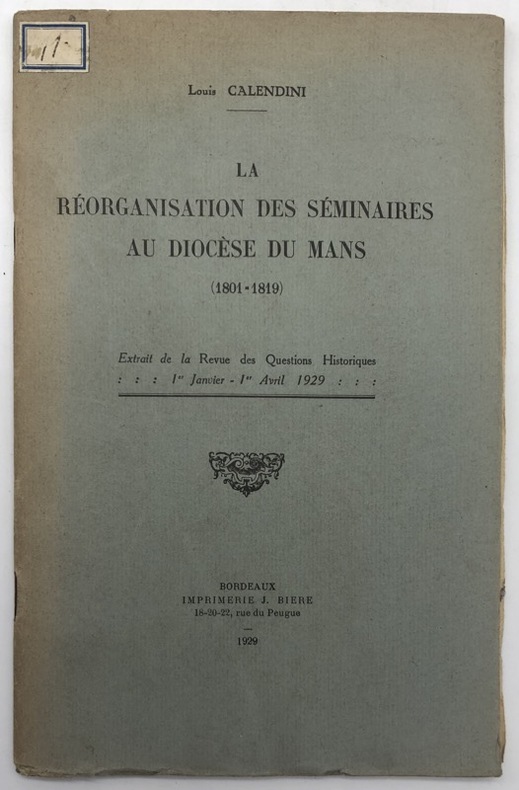 Louis CALENDINI
LA
RÉORGANISATION DES SÉMINAIRES
AU DIOCÈSE DU MANS
(1801-1819)
Extrait de la Revue des Questions Historiques
: : : 1er Janvier - 1er Avril 1929 : : :
BORDEAUX
IMPRIMERIE J. BIERE
18-20-22, rue du Peugue
1929